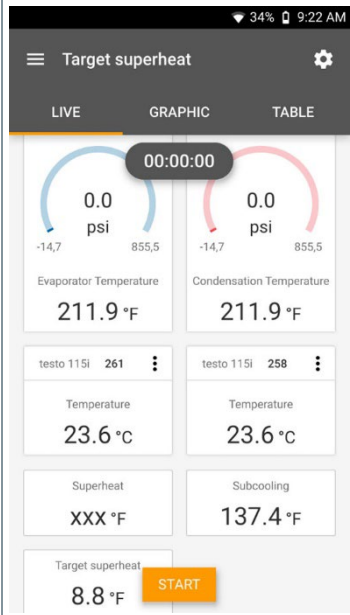 34% 9:22 AM
Target superheat
LIVE GRAPHIC TABLE
00:00:00
0.0 0.0
psi psi
-14,7 855,5 -14,7 855,5
Evaporator Temperature Condensation Temperature
211.9 °F 211.9 °F
testo 115i 261 testo 115i 258
Temperature Temperature
23.6 °C 23.6 °C
Superheat Subcooling
xxx °F 137.4 °F
Target superheat
8.8 °F START